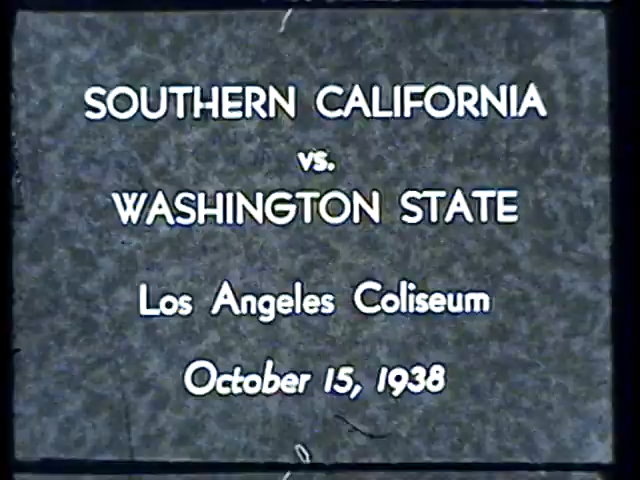 SOUTHERN CALIFORNIA
vs.
WASHINGTON STATE
Los Angeles Coliseum
October 15, 1938